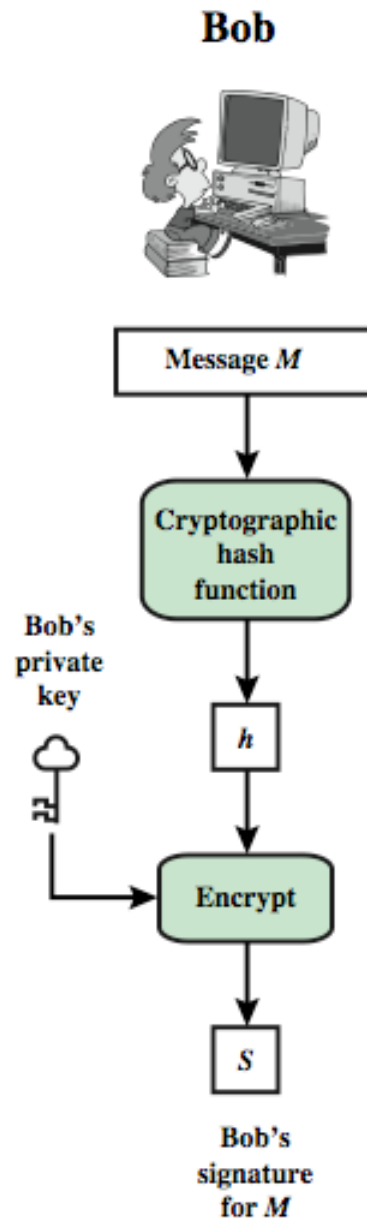 Bob
Message M
Cryptographic
hash
function
Bob's
private
key
h
Encrypt
S
Bob's
signature
for M